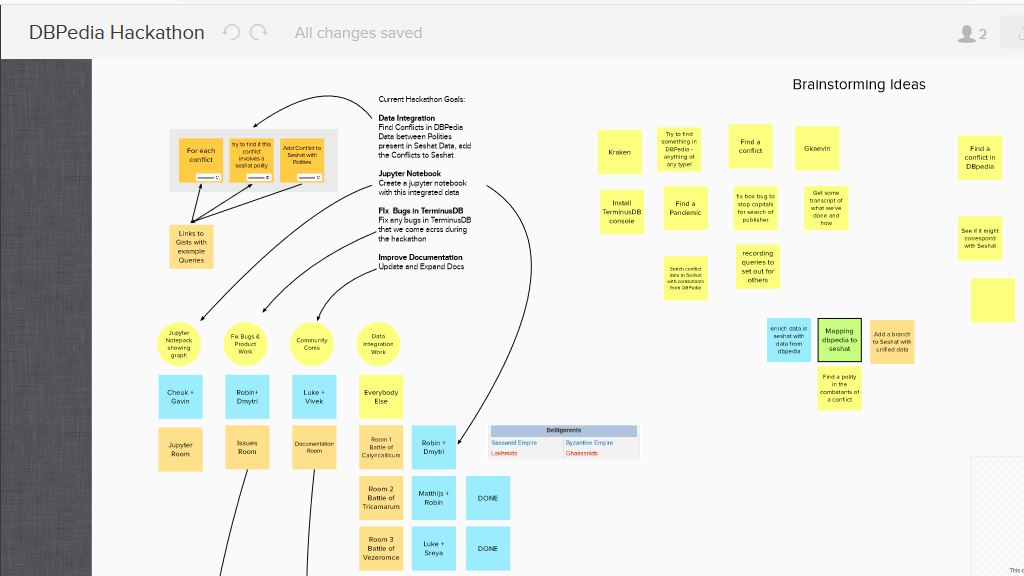 DBPedia Hackathon
All changes saved
2
Brainstorming Ideas
Current Hackathon Goals:
Data Integration
Find Conflicts in DBPedia
Data between Polities
present in Seshat Data, add
the Conflicts to Seshat
Jupyter Notebook
Create a jupyter notebook
with this integrated data
Fix Bugs in TerminusDB
Fix any bugs in TerminusDB
that we come acrss during
the hackathon
Improve Documentation
Update and Expand Docs
For each
conflict
try to find if this
conflict
involves a
seshat polity
Add Conflict to
Seshat with
Polities
Links to
Gists with
example
Queries
Jupyter
Notepack
showing
graph
Fix Bugs &
Product
Work
Community
Coms
Data
Integration
Work
Cheuk +
Gavin
Robin+
Dmytri
Luke +
Vivek
Everybody
Else
Jupyter
Room
Issues
Room
Documentation
Room
Room 1
Battle of
Calyncallicum
Robin +
Dmytri
Room 2
Battle of
Tricamarum
Matthijs +
Robin
DONE
Room 3
Battle of
Vezeromce
Luke +
Sreya
DONE
Belligerents
Sassanid Empire
Byzantine Empire
Lakhmids
Ghassanids
Kraken
Try to find
something in
DBPedia -
anything of
any type!
Find a
conflict
Gkaevin
Install
TerminusDB
console
Find a
Pandemic
fix box bug to
stop capitals
for search of
publisher
Get some
transcript of
what we've
done and
how
Enrich conflict
data in Seshat
with combatants
from DBPedia
recording
queries to
set out for
others
Find a
conflict in
DBpedia
See if it might
correspond
with Seshat
enrich data in
seshat with
data from
dbpedia
Mapping
dbpedia to
seshat
Add a branch
to Seshat with
unified data
Find a polity
in the
combatants of
a conflict
This c